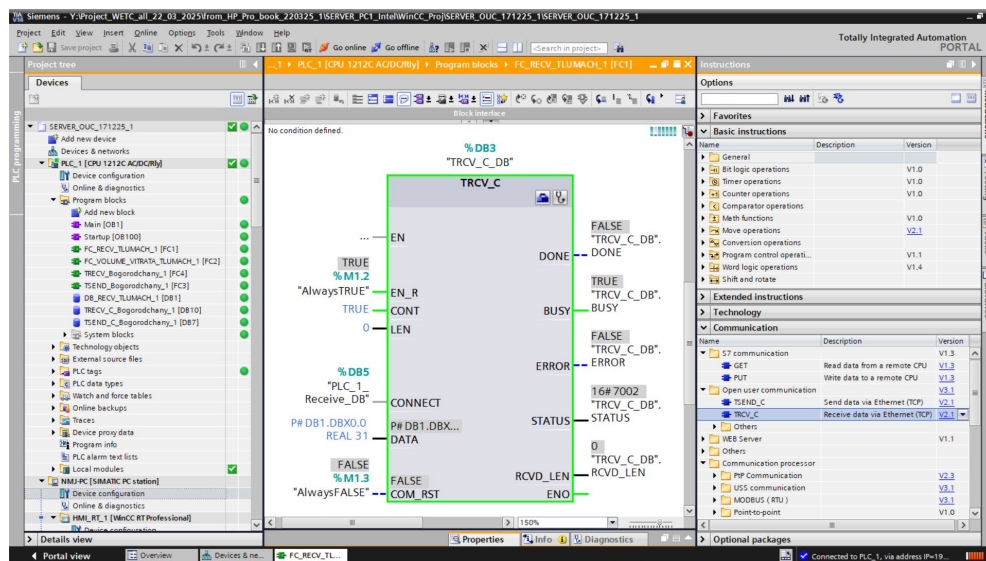 Siemens - Y:\Project_WETC_all_22_03_2025\from_HP_Pro_book_220325_1\SERVER_PC1_Intel\WinCC_Proj\SERVER_OUC_171225_1\SERVER_OUC_171225_1
Project Edit View Insert Online Options Tools Window Help
Totally Integrated Automation
PORTAL
Save project
Go online
Go offline
<Search in project>
Project tree
Devices
PLC programming
SERVER_OUC_171225_1
Add new device
Devices & networks
PLC_1 [CPU 1212C AC/DC/Rly]
Device configuration
Online & diagnostics
Program blocks
Add new block
Main [OB1]
Startup [OB100]
FC_RECV_TLUMACH_1 [FC1]
FC_VOLUME_VITRATA_TLUMACH_1 [FC2]
TRECV_Bogorodchany_1 [FC4]
TSEND_Bogorodchany_1 [FC3]
DB_RECV_TLUMACH_1 [DB1]
TRECV_C_Bogorodchany_1 [DB10]
TSEND_C_Bogorodchany_1 [DB7]
System blocks
Technology objects
External source files
PLC tags
PLC data types
Watch and force tables
Online backups
Traces
Device proxy data
Program info
PLC alarm text lists
Local modules
NMJ-PC [SIMATIC PC station]
Device configuration
Online & diagnostics
HMI_RT_1 [WinCC RT Professional]
Device configuration
Details view
...1 ▸ PLC_1 [CPU 1212C AC/DC/Rly] ▸ Program blocks ▸ FC_RECV_TLUMACH_1 [FC1]
Block interface
No condition defined.
%DB3
"TRCV_C_DB"
TRCV_C
... EN
TRUE
%M1.2
"AlwaysTRUE" EN_R
TRUE CONT
0 LEN
%DB5
"PLC_1_
Receive_DB" CONNECT
P#DB1.DBX0.0
REAL 31
P#DB1.DBX...
DATA
FALSE
%M1.3
"AlwaysFALSE"
FALSE
COM_RST
FALSE
"TRCV_C_DB".
DONE DONE
TRUE
"TRCV_C_DB".
BUSY BUSY
FALSE
"TRCV_C_DB".
ERROR ERROR
16#7002
"TRCV_C_DB".
STATUS STATUS
0
"TRCV_C_DB".
RCVD_LEN RCVD_LEN
ENO
150%
Properties Info Diagnostics
Instructions
Options
Favorites
Basic instructions
Name Description Version
General
Bit logic operations V1.0
Timer operations V1.0
Counter operations V1.0
Comparator operations
Math functions V1.0
Move operations V2.1
Conversion operations
Program control operati... V1.1
Word logic operations V1.4
Shift and rotate
Extended instructions
Technology
Communication
Name Description Version
S7 communication V1.3
GET Read data from a remote CPU V1.3
PUT Write data to a remote CPU V1.3
Open user communication V3.1
TSEND_C Send data via Ethernet (TCP) V2.1
TRCV_C Receive data via Ethernet (TCP) V2.1
Others
WEB Server V1.1
Others
Communication processor
PtP Communication V2.3
USS communication V3.1
MODBUS (RTU) V3.1
Point-to-point V1.0
Optional packages
Portal view
Overview
Devices & ne...
FC_RECV_TL...
Connected to PLC_1, via address IP=19...